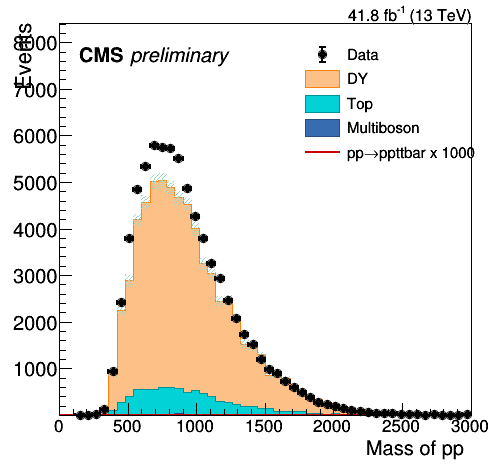 41.8 fb⁻¹ (13 TeV)
Events
8000
7000
6000
5000
4000
3000
2000
1000
CMS preliminary
Data
DY
Top
Multiboson
pp→ppttbar x 1000
0 500 1000 1500 2000 2500 3000
Mass of pp